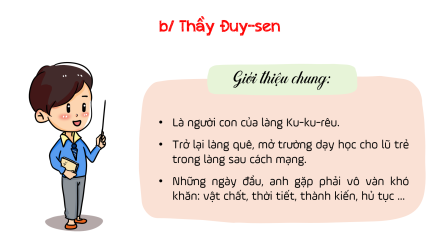 b/ Thầy Đuy-sen
Giới thiệu chung:
• Là người con của làng Ku-ku-rêu.
• Trở lại làng quê, mở trường dạy học cho lũ trẻ
trong làng sau cách mạng.
• Những ngày đầu, anh gặp phải vô vàn khó
khăn: vật chất, thời tiết, thành kiến, hủ tục ...